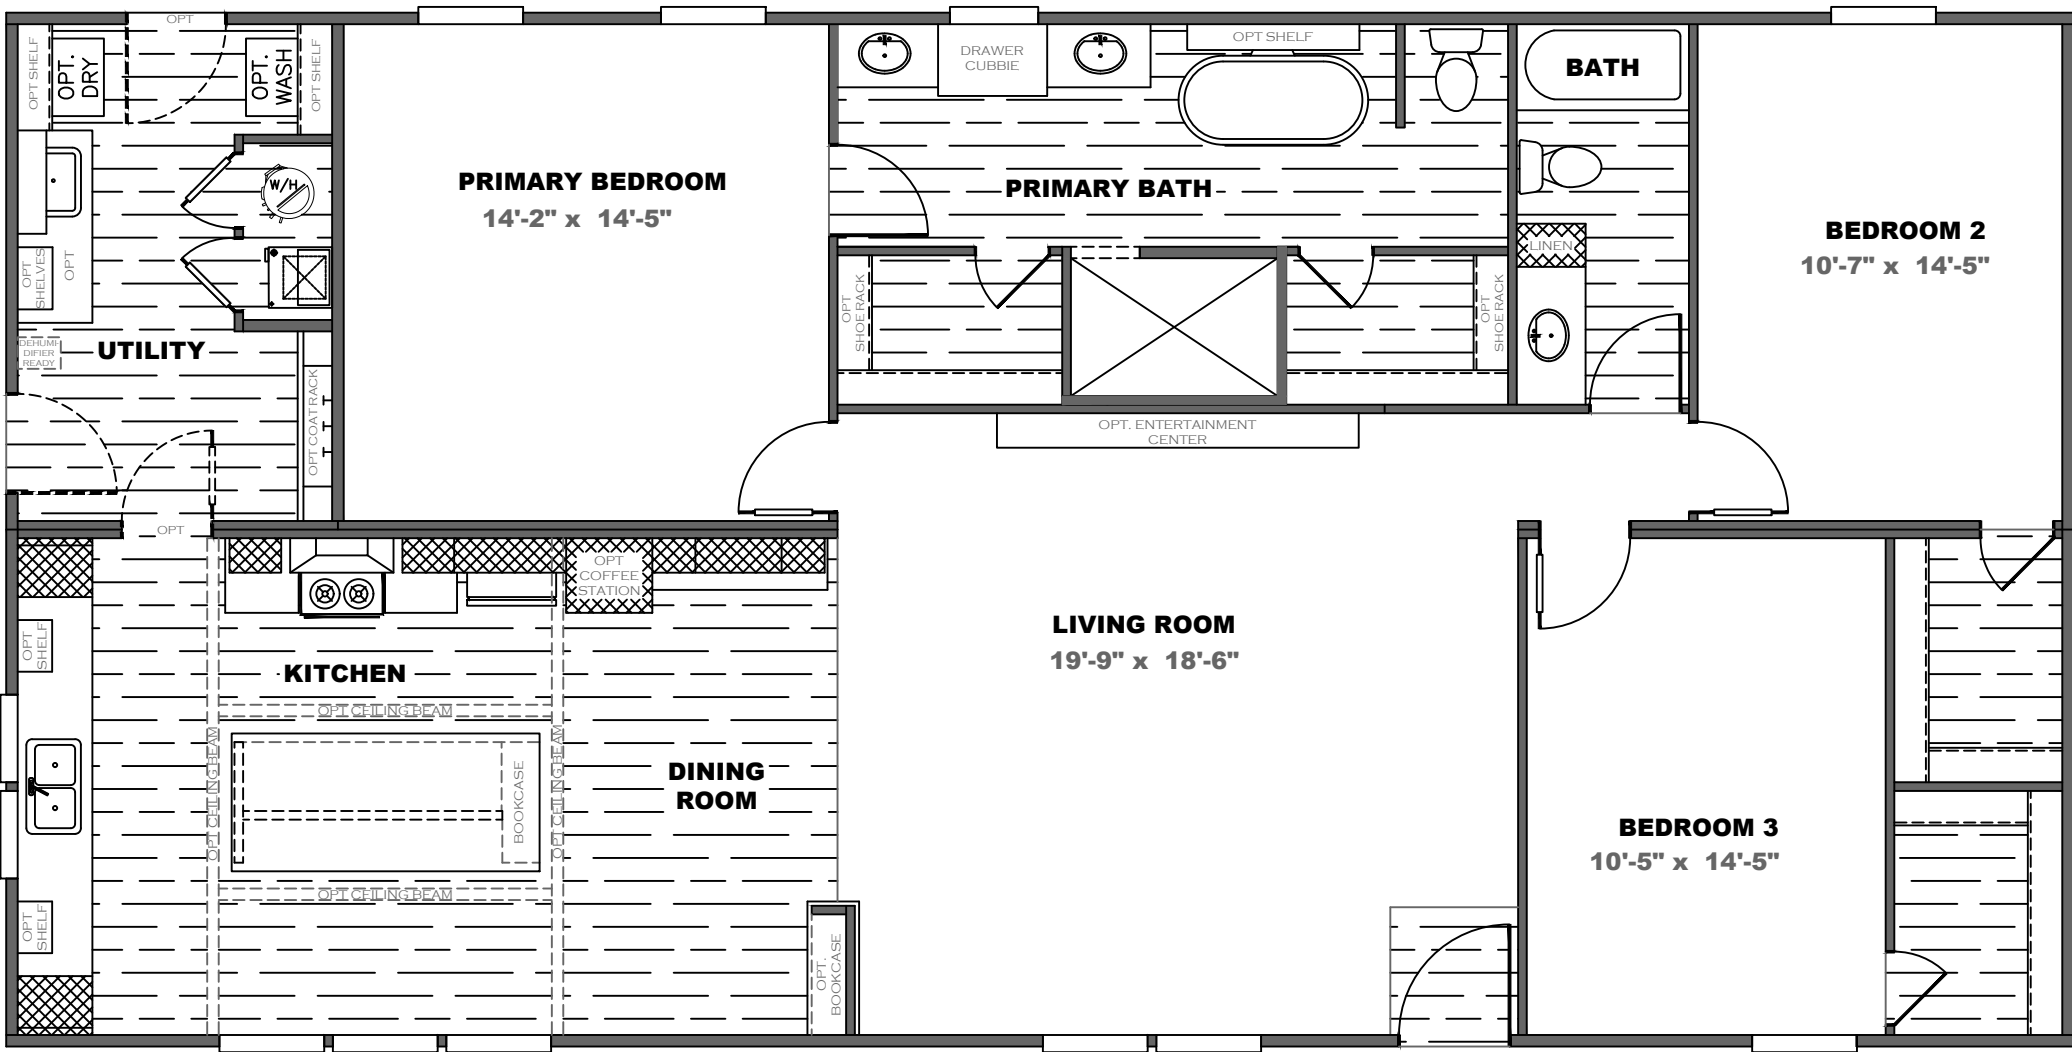 OPT
OPT SHELF
OPT.
DRY
OPT.
WASH
OPT SHELF
DRAWER
CUBBIE
OPT SHELF
BATH
W/H
PRIMARY BEDROOM
14'-2" x 14'-5"
PRIMARY BATH
BEDROOM 2
10'-7" x 14'-5"
LINEN
OPT
SHELVES
OPT
OPT
SHOE RACK
OPT
SHOE RACK
DEHUMI-
DIFIER
READY
UTILITY
OPT COAT RACK
OPT. ENTERTAINMENT
CENTER
OPT
OPT
COFFEE
STATION
OPT
SHELF
KITCHEN
LIVING ROOM
19'-9" x 18'-6"
OPT CEILING BEAM
OPT CEILING BEAM
OPT CEILING BEAM
BOOKCASE
DINING
ROOM
BEDROOM 3
10'-5" x 14'-5"
OPT CEILING BEAM
OPT
SHELF
OPT.
BOOKCASE